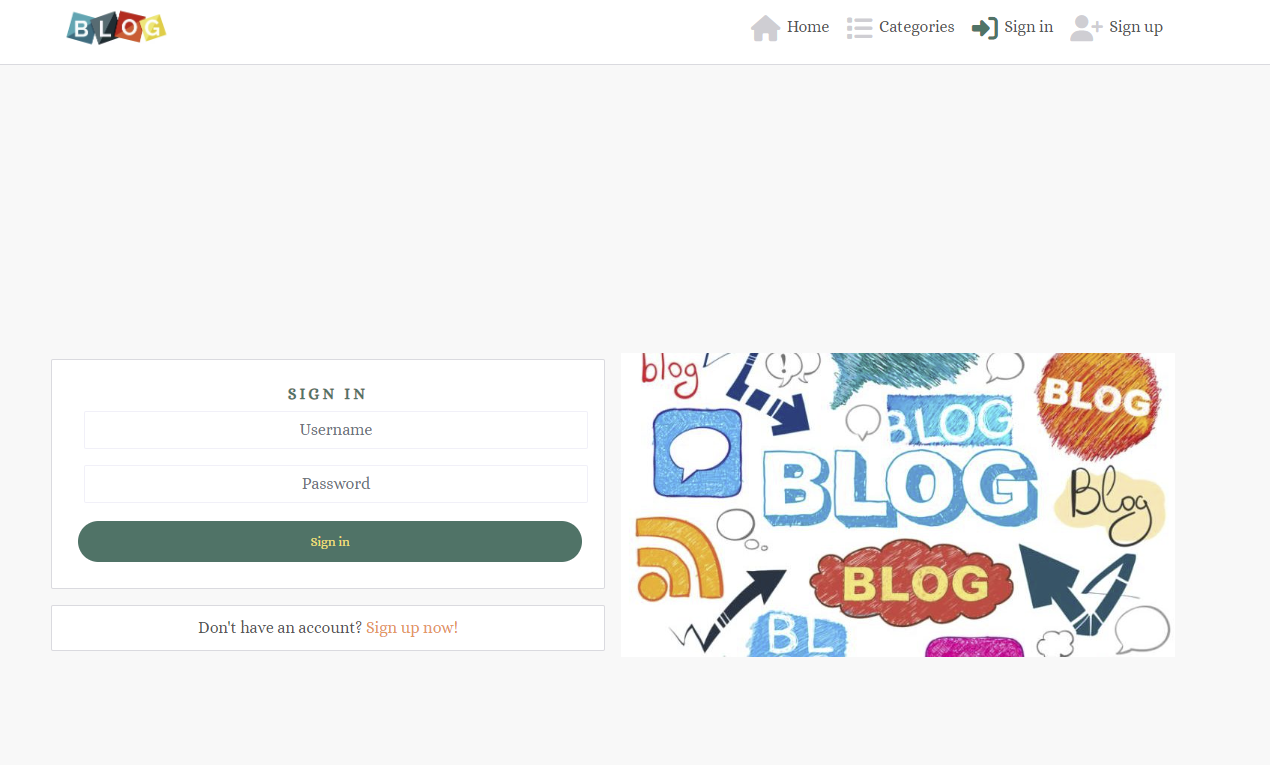 BLOG
Home Categories Sign in Sign up
SIGN IN
Username
Password
Sign in
Don't have an account? Sign up now!
blog
!
BLOG
BLOG
BLOG
Blog
BLOG
BL